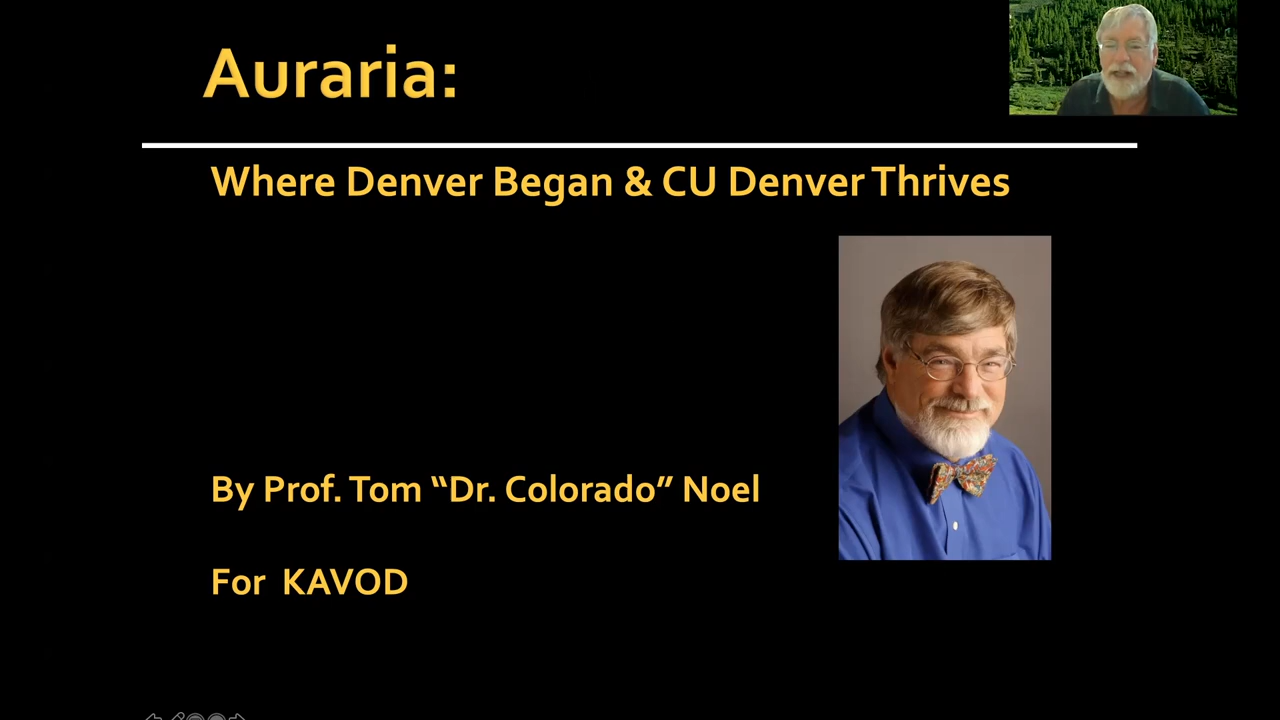 Auraria:
Where Denver Began & CU Denver Thrives
By Prof. Tom “Dr. Colorado” Noel
For KAVOD